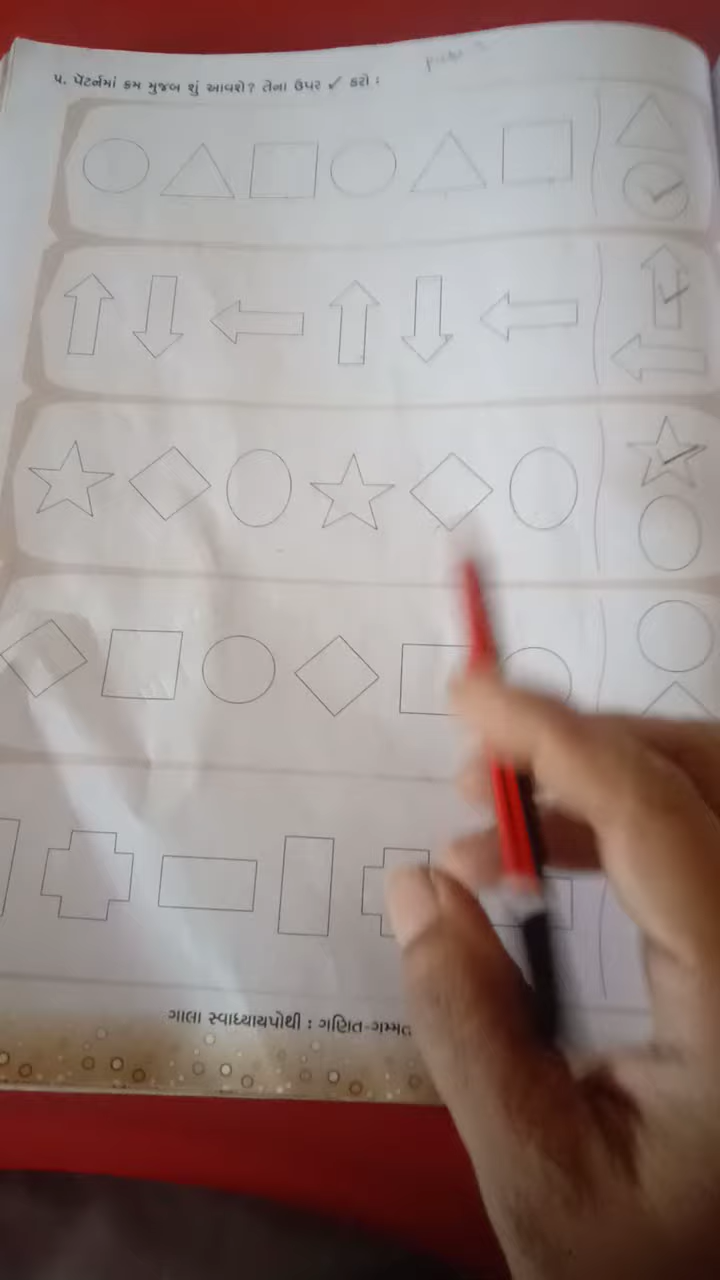 ૫. પૅટર્નમાં ક્રમ મુજબ શું આવશે? તેના ઉપર ✓ કરો :
ગાલા સ્વાધ્યાયપોથી : ગણિત-ગમ્મત